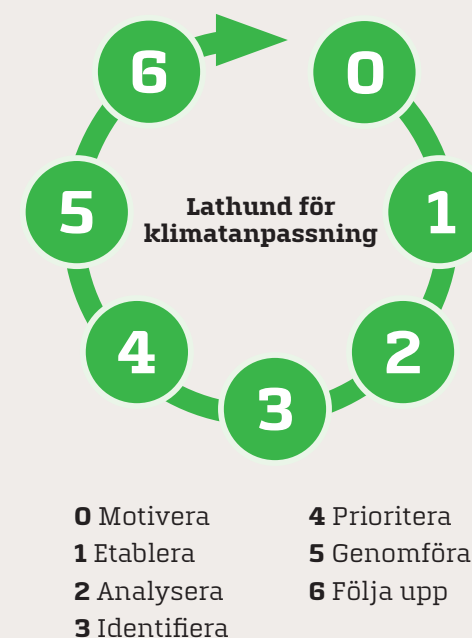 6
0
5
1
Lathund för
klimatanpassning
4
2
3
0 Motivera
1 Etablera
2 Analysera
3 Identifiera
4 Prioritera
5 Genomföra
6 Följa upp